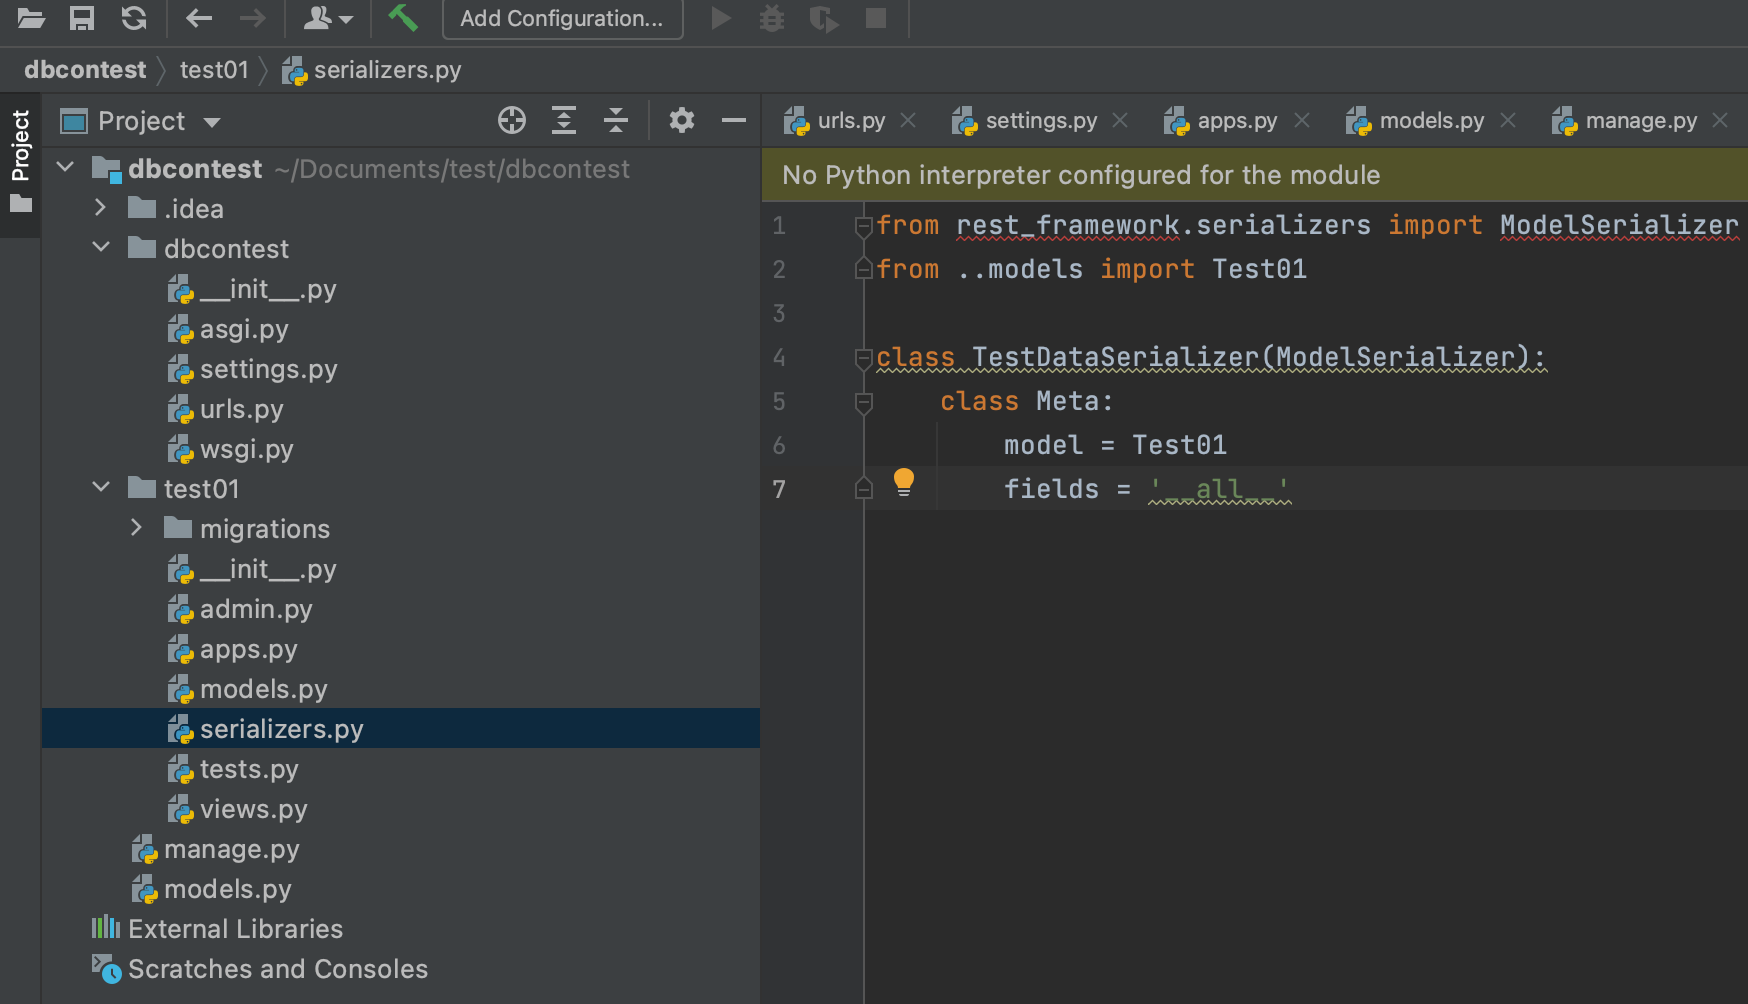 Add Configuration...
dbcontest test01 serializers.py
Project
Project
urls.py settings.py apps.py models.py manage.py
dbcontest ~/Documents/test/dbcontest
.idea
dbcontest
__init__.py
asgi.py
settings.py
urls.py
wsgi.py
test01
migrations
__init__.py
admin.py
apps.py
models.py
serializers.py
tests.py
views.py
manage.py
models.py
External Libraries
Scratches and Consoles
No Python interpreter configured for the module
1 from rest_framework.serializers import ModelSerializer
2 from ..models import Test01
3
4 class TestDataSerializer(ModelSerializer):
5     class Meta:
6         model = Test01
7         fields = '__all__'